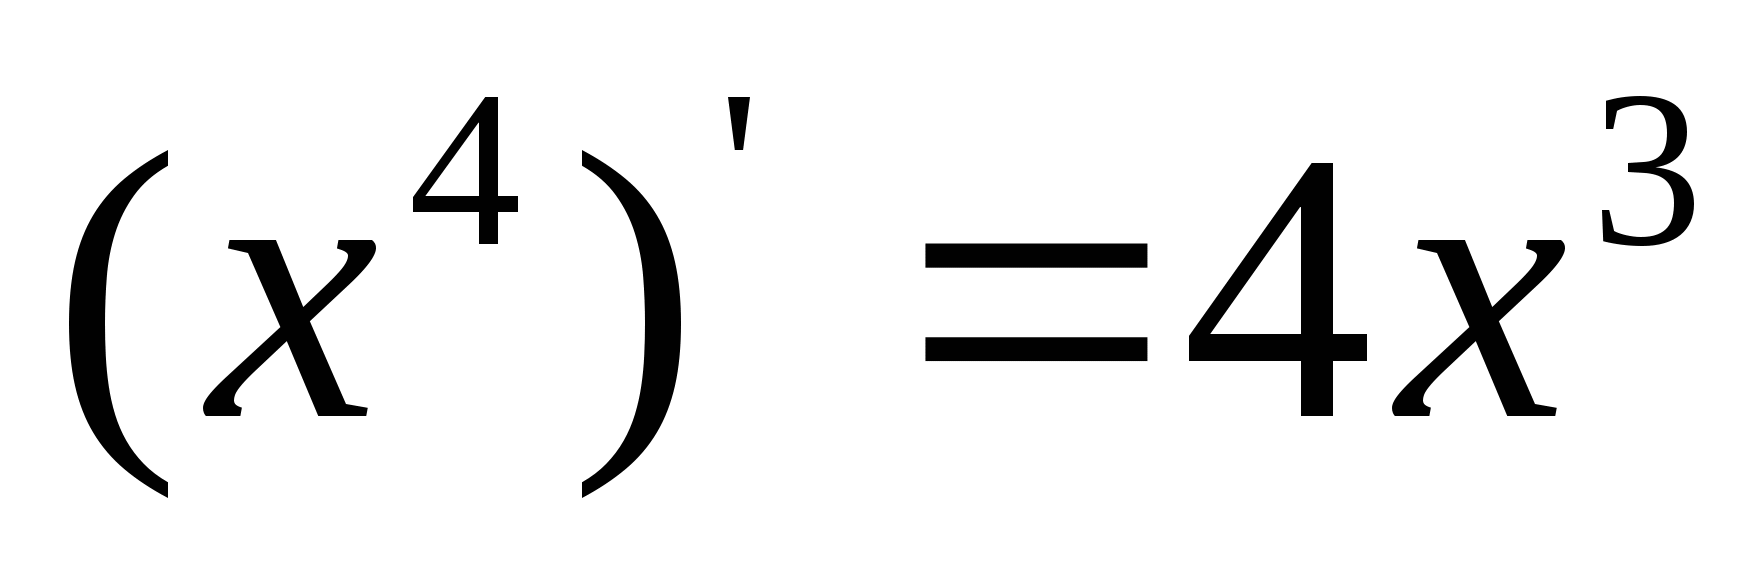 (x⁴)' = 4x³